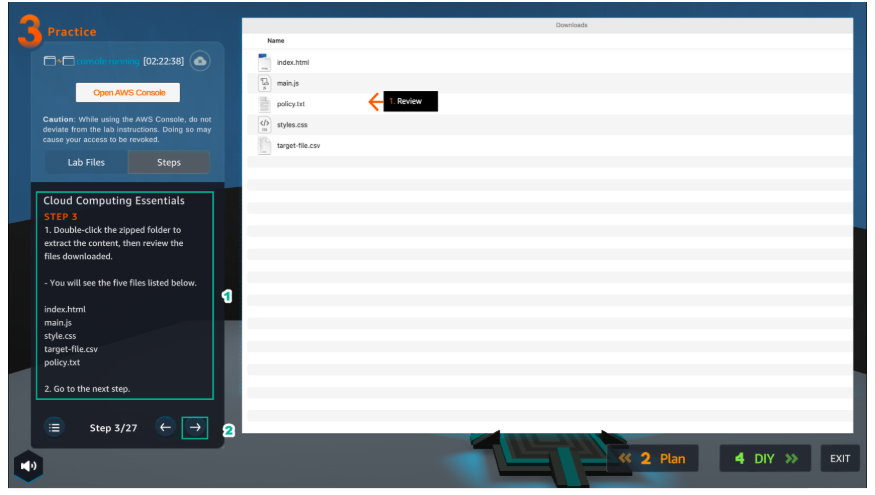 3 Practice
console running [02:22:38]
Open AWS Console
Caution: While using the AWS Console, do not
deviate from the lab instructions. Doing so may
cause your access to be revoked.
Lab Files
Steps
Cloud Computing Essentials
STEP 3
1. Double-click the zipped folder to
extract the content, then review the
files downloaded.
- You will see the five files listed below.
index.html
main.js
style.css
target-file.csv
policy.txt
2. Go to the next step.
1
Step 3/27
2
Downloads
Name
index.html
main.js
policy.txt
1. Review
styles.css
target-file.csv
2 Plan
4 DIY
EXIT